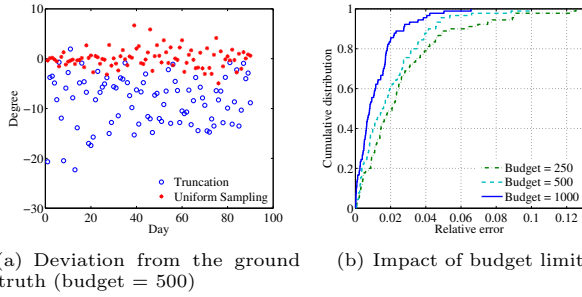 10
0
−10
−20
−30
0 20 40 60 80 100
Degree
Day
Truncation
Uniform Sampling
(a) Deviation from the ground
truth (budget = 500)
1
0.8
0.6
0.4
0.2
0
0 0.02 0.04 0.06 0.08 0.1 0.12
Cumulative distribution
Relative error
Budget = 250
Budget = 500
Budget = 1000
(b) Impact of budget limit